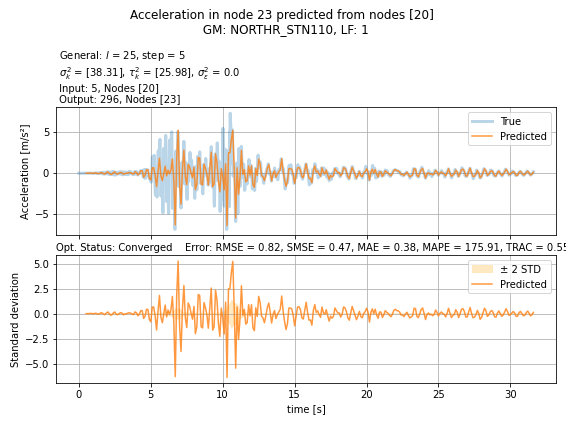 Acceleration in node 23 predicted from nodes [20]
GM: NORTHR_STN110, LF: 1
General: l = 25, step = 5
σ²ₖ = [38.31], τ²ₖ = [25.98], σ²ε = 0.0
Input: 5, Nodes [20]
Output: 296, Nodes [23]
True
Predicted
Acceleration [m/s²]
5
0
−5
Opt. Status: Converged Error: RMSE = 0.82, SMSE = 0.47, MAE = 0.38, MAPE = 175.91, TRAC = 0.55
± 2 STD
Predicted
Standard deviation
5.0
2.5
0.0
−2.5
−5.0
0 5 10 15 20 25 30
time [s]